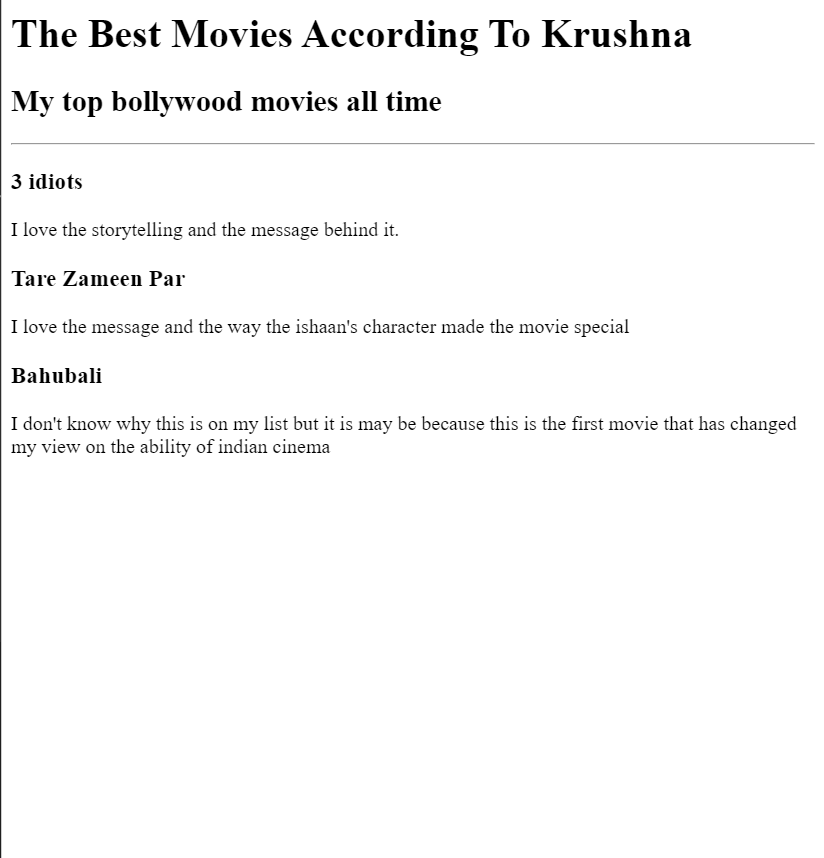 The Best Movies According To Krushna
My top bollywood movies all time
3 idiots
I love the storytelling and the message behind it.
Tare Zameen Par
I love the message and the way the ishaan's character made the movie special
Bahubali
I don't know why this is on my list but it is may be because this is the first movie that has changed
my view on the ability of indian cinema